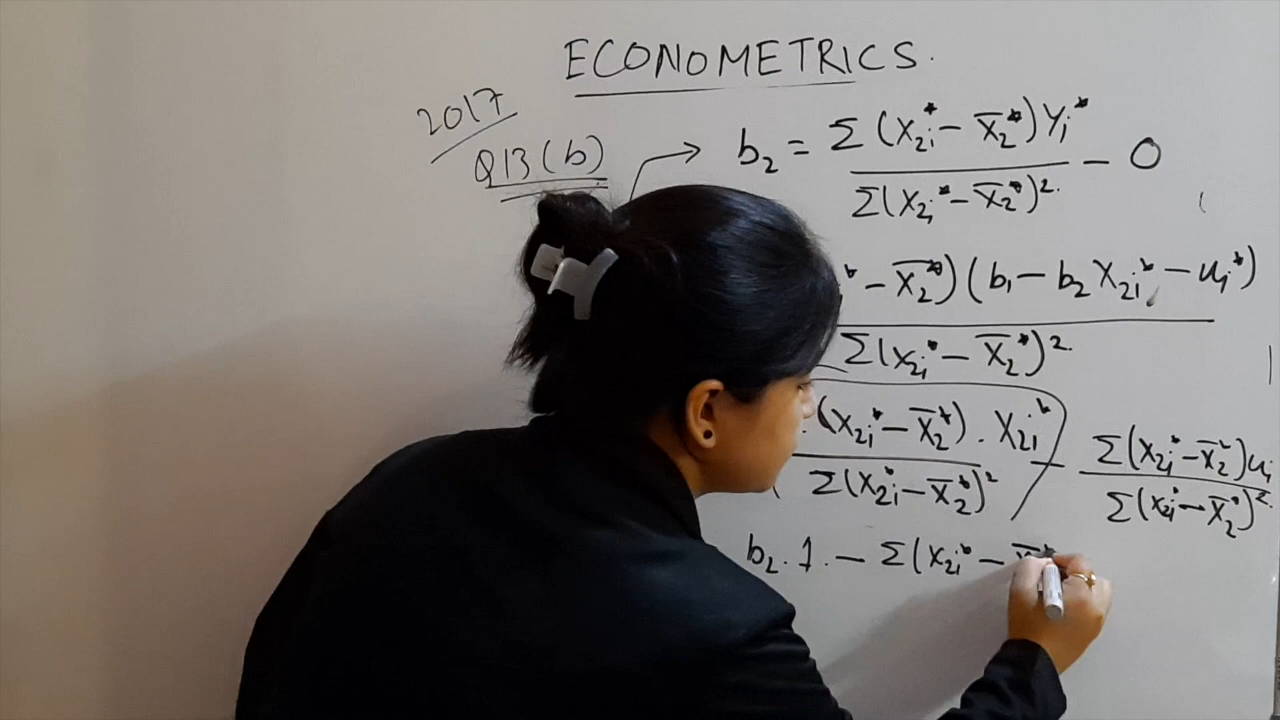 ECONOMETRICS.
2017
Q13 (b)
b₂ = Σ (X₂ᵢ* − X̄₂*) Yᵢ* / Σ(X₂ᵢ* − X̄₂*)². − 0
* − X̄₂*) (b₁ − b₂ X₂ᵢ* − uᵢ*)
Σ(X₂ᵢ* − X̄₂*)².
(X₂ᵢ* − X̄₂*) . X₂ᵢ* / Σ(X₂ᵢ* − X̄₂*)² − Σ(X₂ᵢ* − X̄₂*)uᵢ / Σ(X₂ᵢ* − X̄₂*)².
b₂. 1. − Σ(X₂ᵢ* −